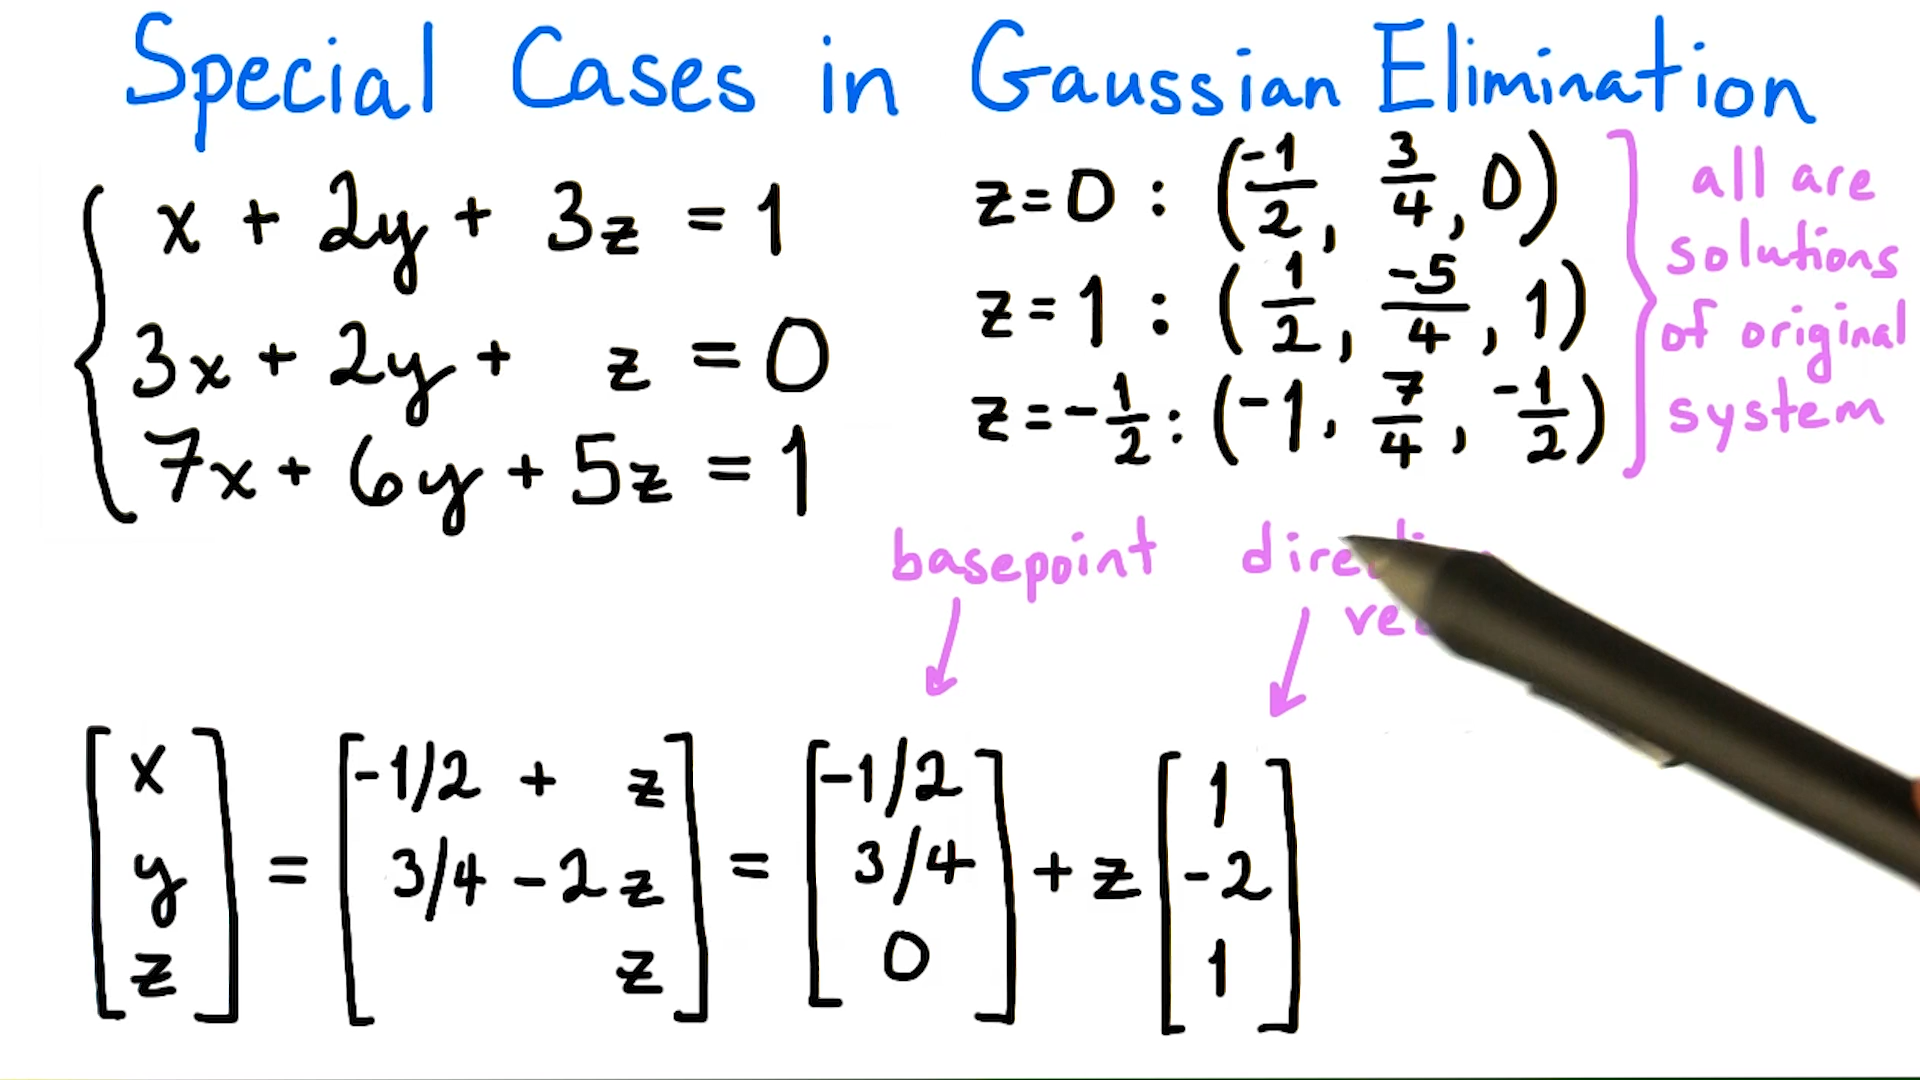 Special Cases in Gaussian Elimination
x + 2y + 3z = 1
3x + 2y + z = 0
7x + 6y + 5z = 1
z = 0 : (-1/2, 3/4, 0)
z = 1 : (1/2, -5/4, 1)
z = -1/2 : (-1, 7/4, -1/2)
all are
solutions
of original
system
basepoint
[x y z] = [-1/2 + z 3/4 - 2z z] = [-1/2 3/4 0] + z [1 -2 1]